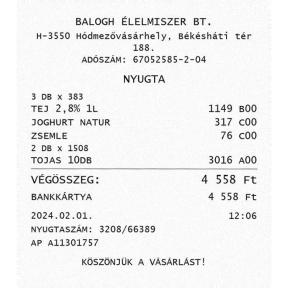 BALOGH ÉLELMISZER BT.
H-3550 Hódmezővásárhely, Békésháti tér
188.
ADÓSZÁM: 67052585-2-04
NYUGTA
3 DB x 383
TEJ 2,8% 1L 1149 B00
JOGHURT NATUR 317 C00
ZSEMLE 76 C00
2 DB x 1508
TOJAS 10DB 3016 A00
VÉGÖSSZEG: 4 558 Ft
BANKKÁRTYA 4 558 Ft
2024.02.01. 12:06
NYUGTASZÁM: 3208/66389
AP A11301757
KÖSZÖNJÜK A VÁSÁRLÁST!